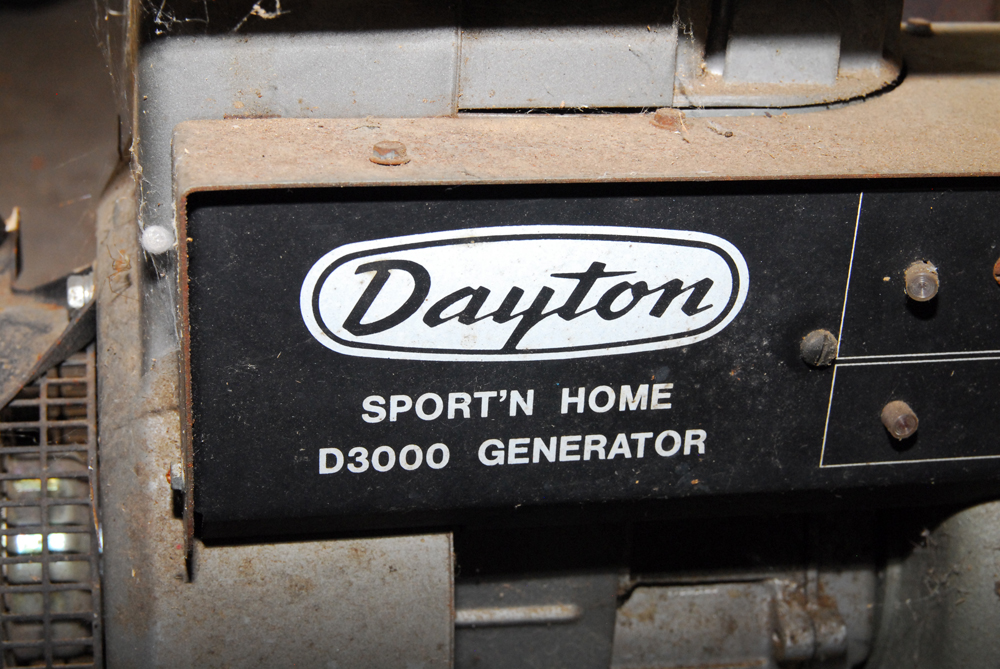 Dayton
SPORT'N HOME
D3000 GENERATOR